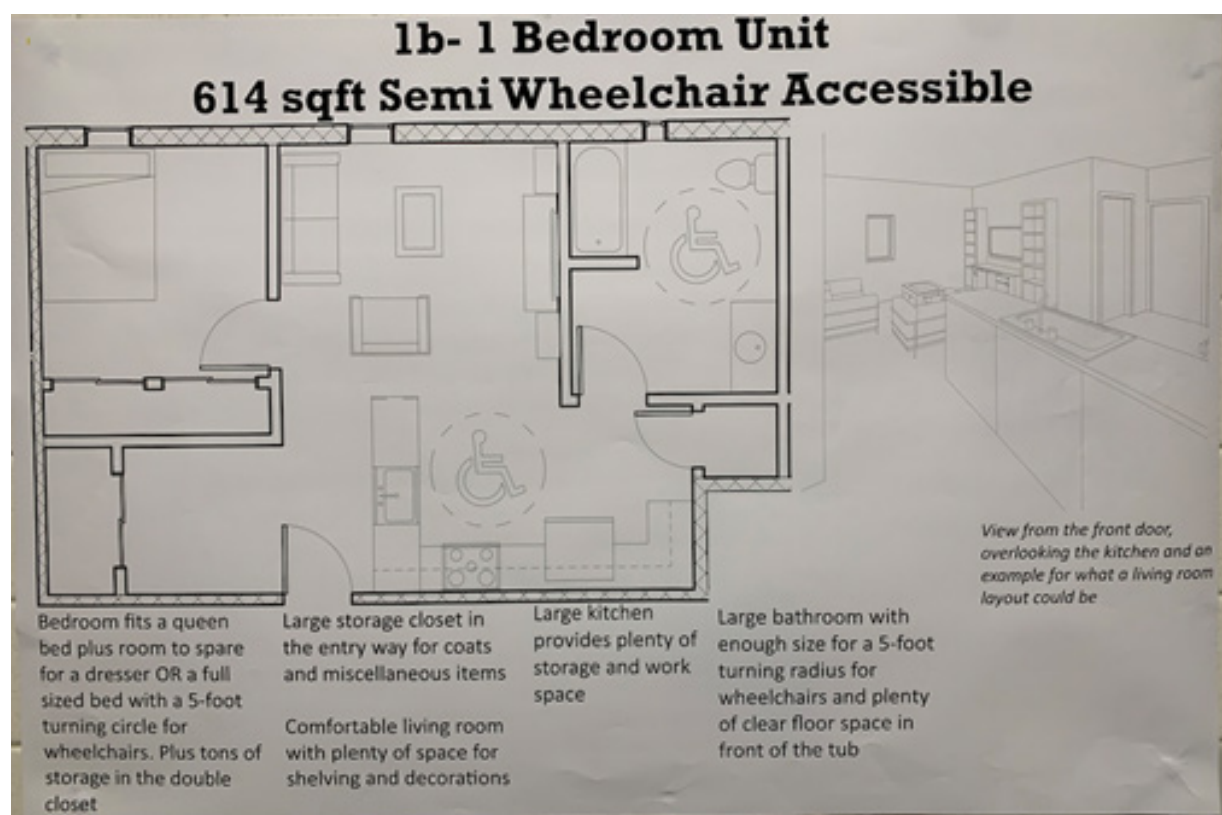 1b- 1 Bedroom Unit
614 sqft Semi Wheelchair Accessible
View from the front door,
overlooking the kitchen and an
example for what a living room
layout could be
Bedroom fits a queen
bed plus room to spare
for a dresser OR a full
sized bed with a 5-foot
turning circle for
wheelchairs. Plus tons of
storage in the double
closet
Large storage closet in
the entry way for coats
and miscellaneous items
Comfortable living room
with plenty of space for
shelving and decorations
Large kitchen
provides plenty of
storage and work
space
Large bathroom with
enough size for a 5-foot
turning radius for
wheelchairs and plenty
of clear floor space in
front of the tub